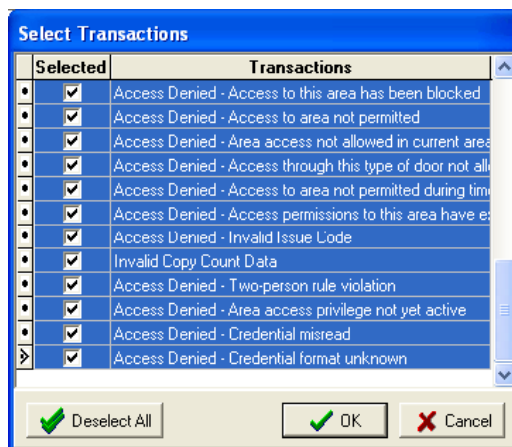 Select Transactions
Selected Transactions
Access Denied - Access to this area has been blocked
Access Denied - Access to area not permitted
Access Denied - Area access not allowed in current area
Access Denied - Access through this type of door not all
Access Denied - Access to area not permitted during time
Access Denied - Access permissions to this area have ex
Access Denied - Invalid Issue Code
Invalid Copy Count Data
Access Denied - Two-person rule violation
Access Denied - Area access privilege not yet active
Access Denied - Credential misread
Access Denied - Credential format unknown
Deselect All OK Cancel